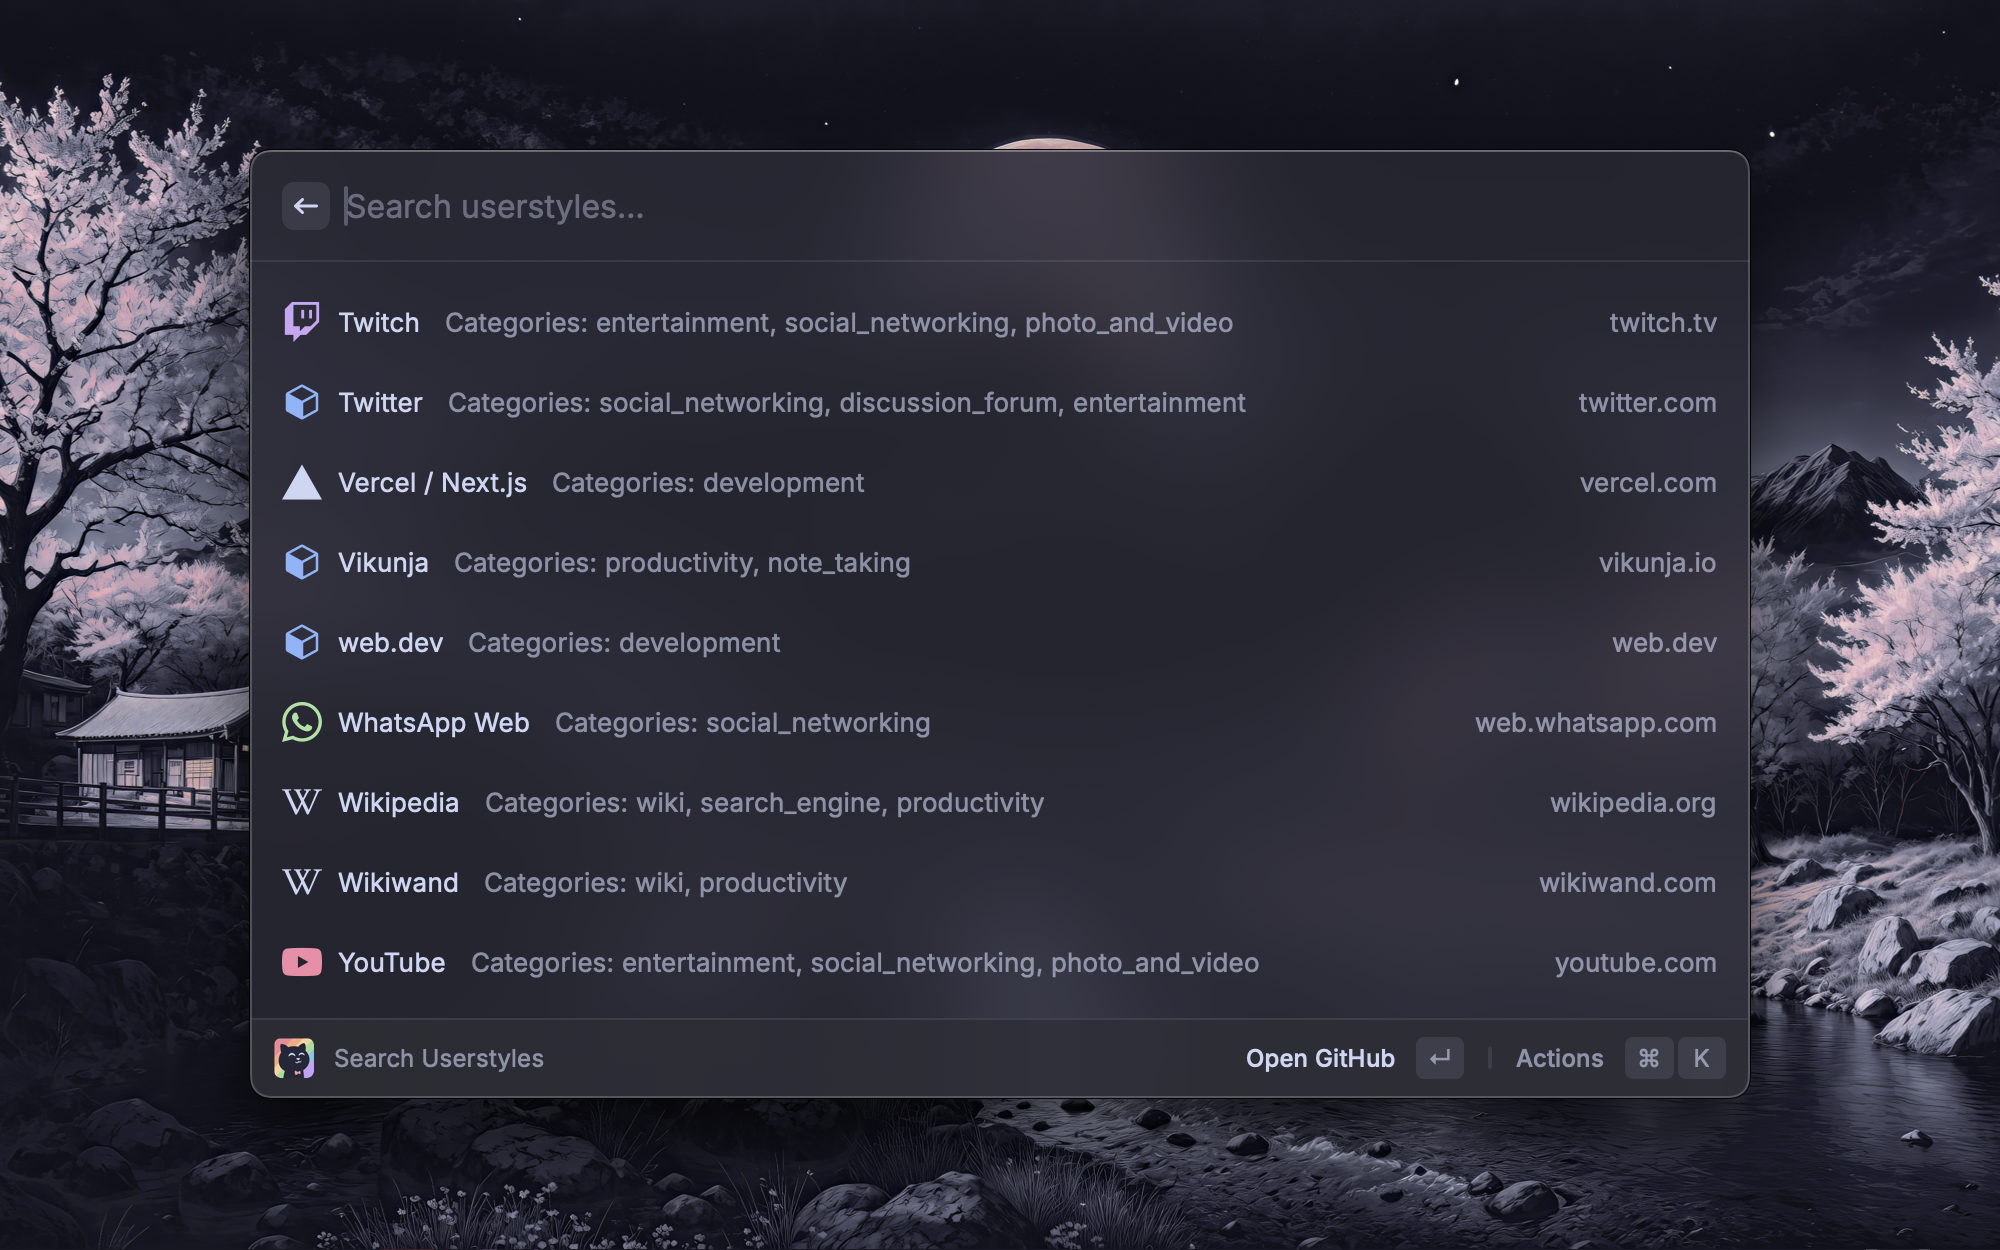 Search userstyles...
Twitch Categories: entertainment, social_networking, photo_and_video twitch.tv
Twitter Categories: social_networking, discussion_forum, entertainment twitter.com
Vercel / Next.js Categories: development vercel.com
Vikunja Categories: productivity, note_taking vikunja.io
web.dev Categories: development web.dev
WhatsApp Web Categories: social_networking web.whatsapp.com
Wikipedia Categories: wiki, search_engine, productivity wikipedia.org
Wikiwand Categories: wiki, productivity wikiwand.com
YouTube Categories: entertainment, social_networking, photo_and_video youtube.com
Search Userstyles Open GitHub ↵ Actions ⌘ K